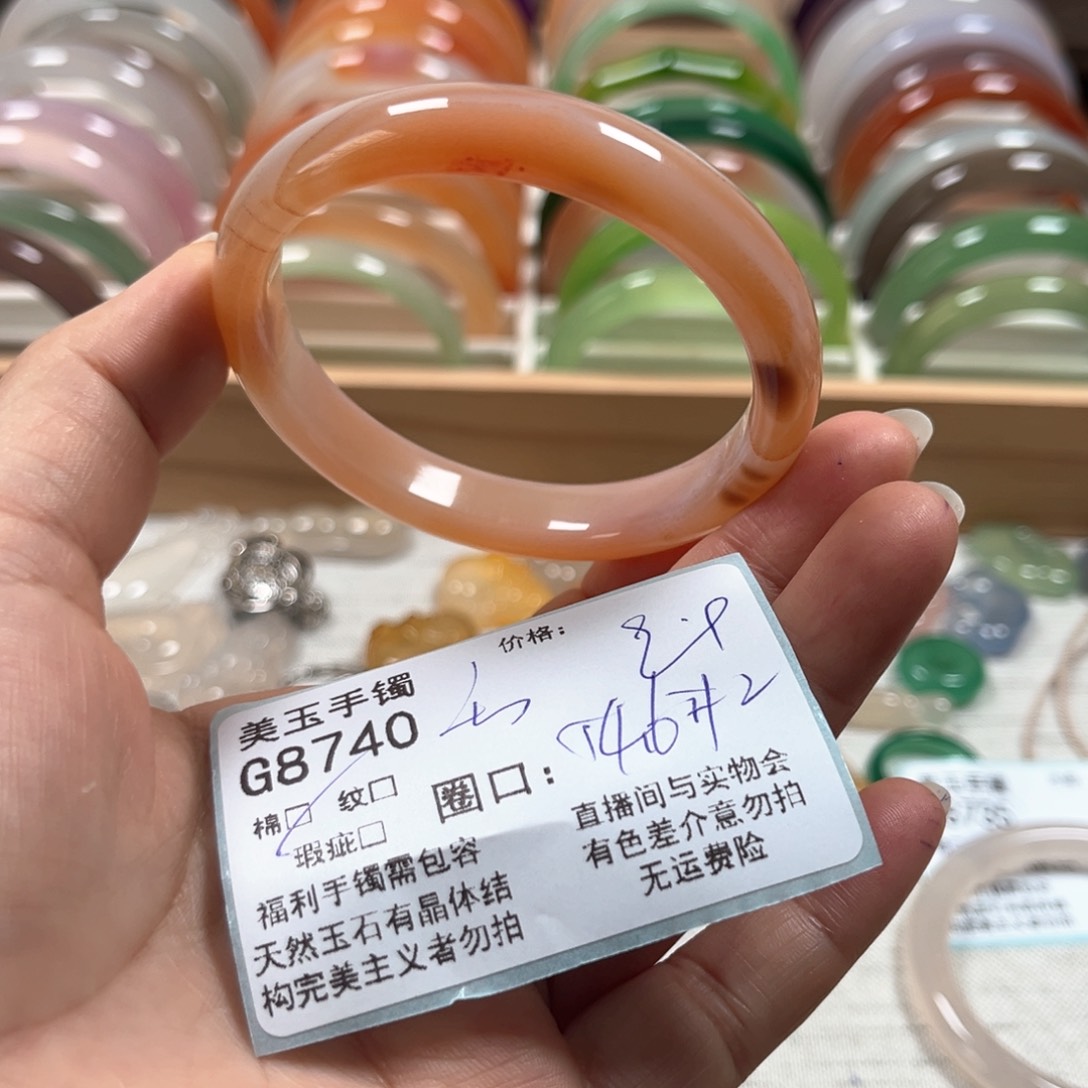 价格:
美玉手镯
G8740
棉□ 纹□
圈口:
瑕疵□
福利手镯需包容
天然玉石有晶体结
构完美主义者勿拍
直播间与实物会
有色差介意勿拍
无运费险